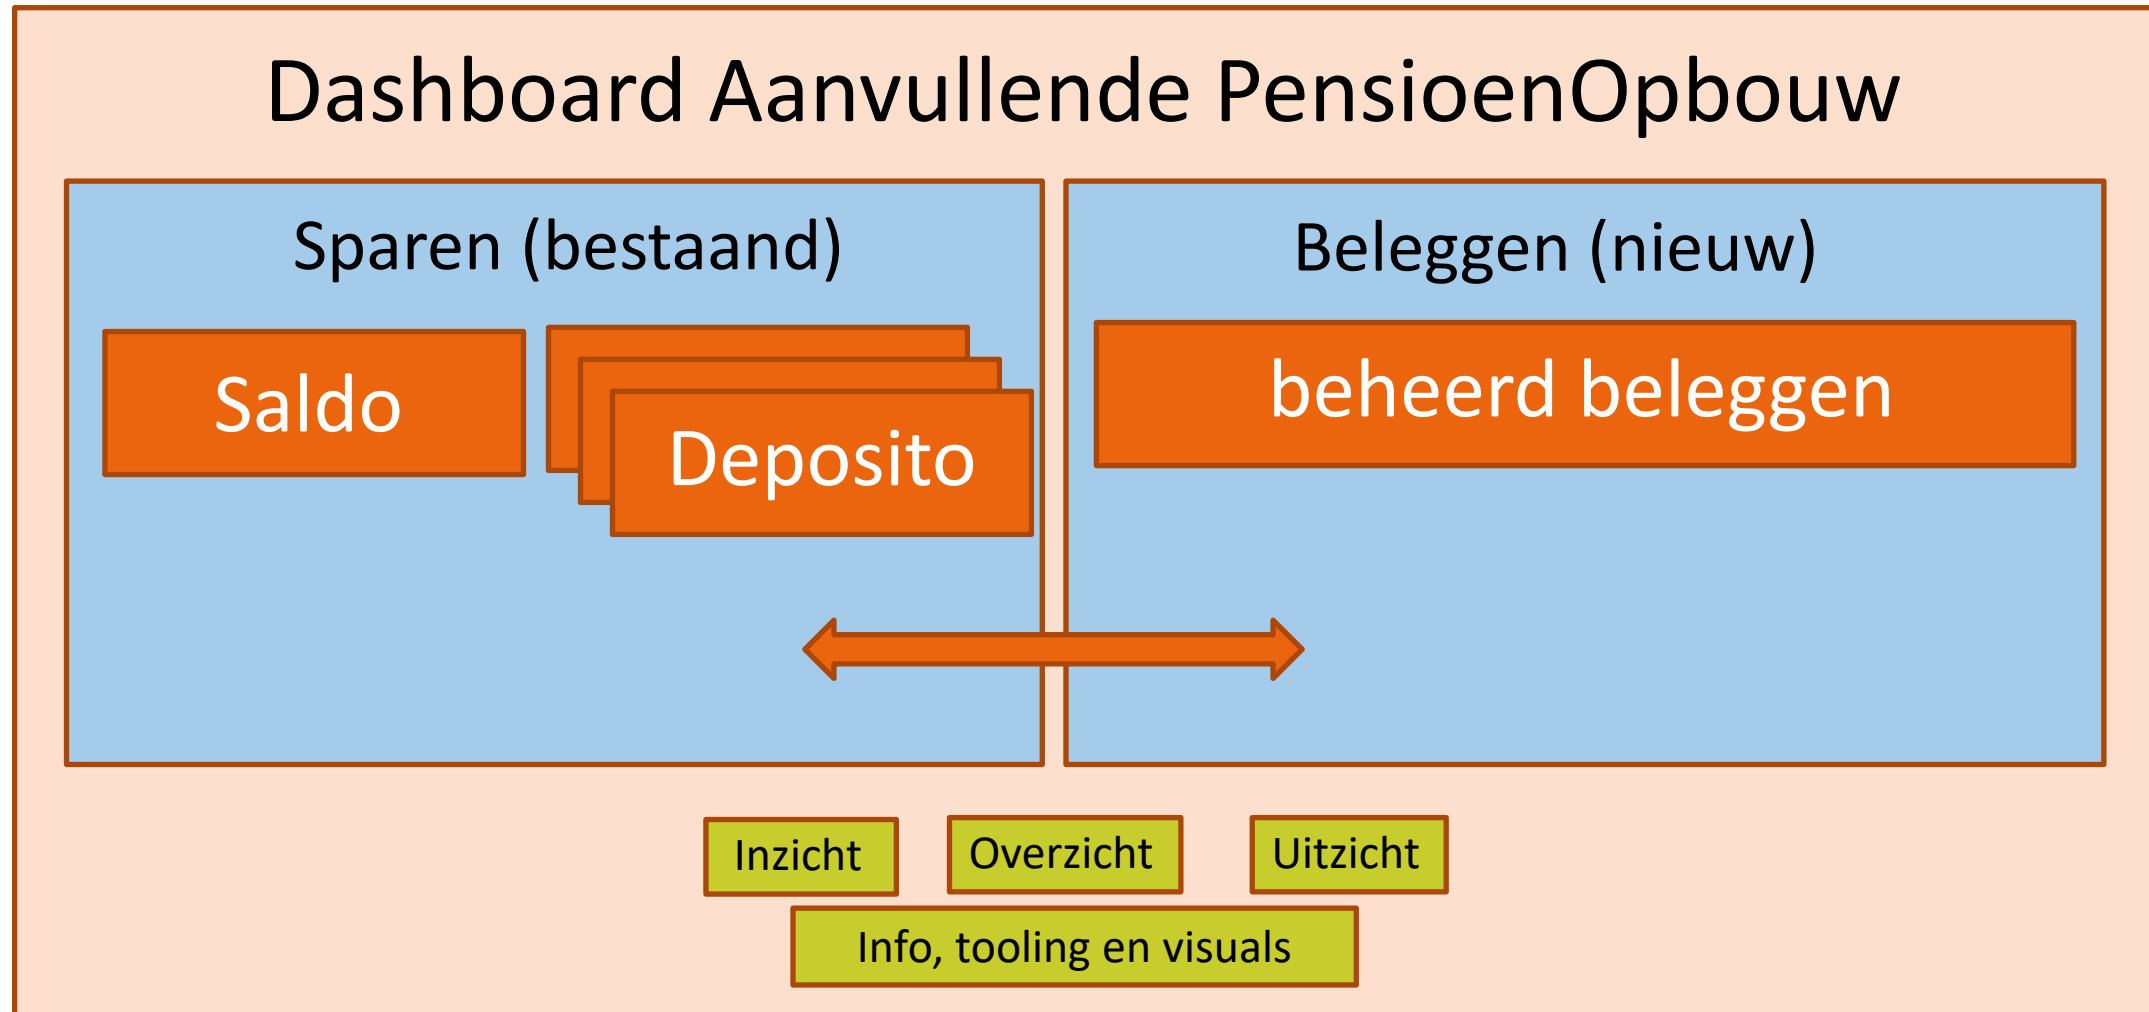 Dashboard Aanvullende PensioenOpbouw
Sparen (bestaand)
Saldo
Deposito
Beleggen (nieuw)
beheerd beleggen
Inzicht
Overzicht
Uitzicht
Info, tooling en visuals